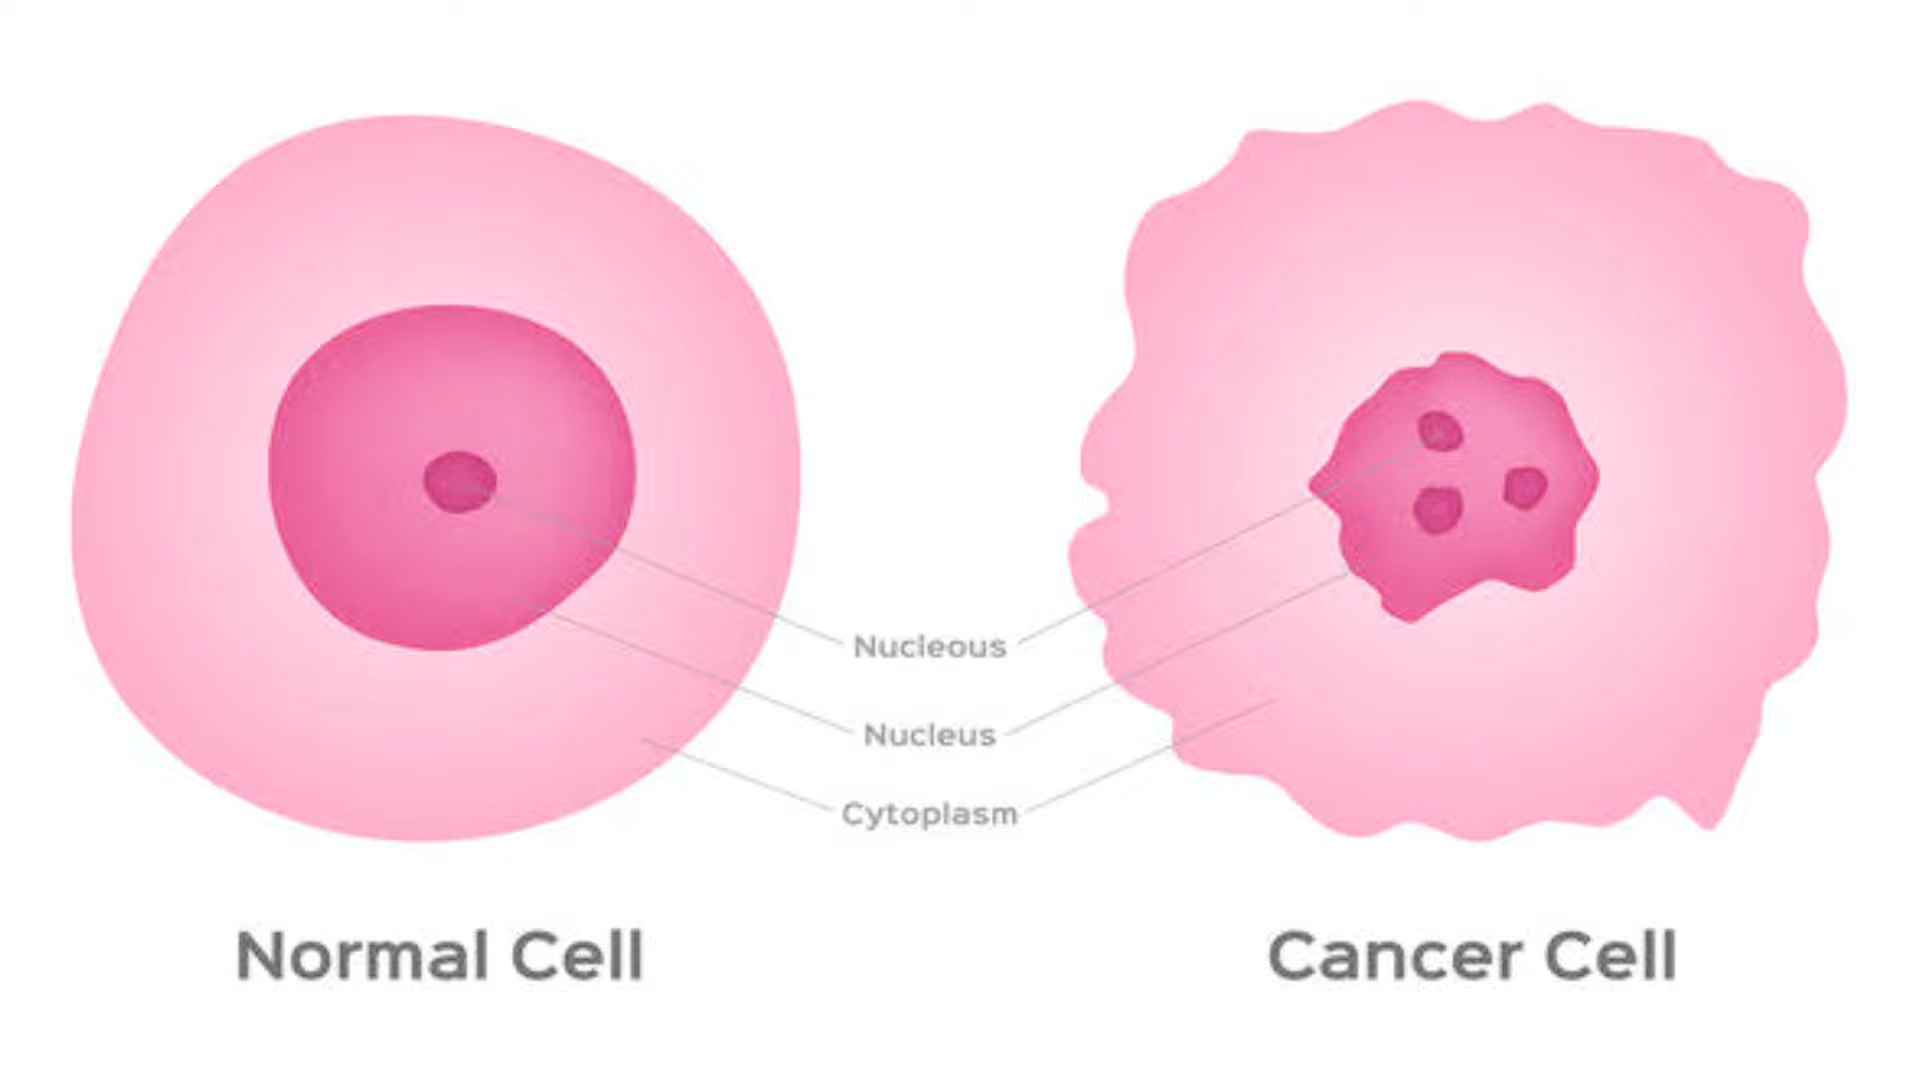 Nucleous
Nucleus
Cytoplasm
Normal Cell
Cancer Cell